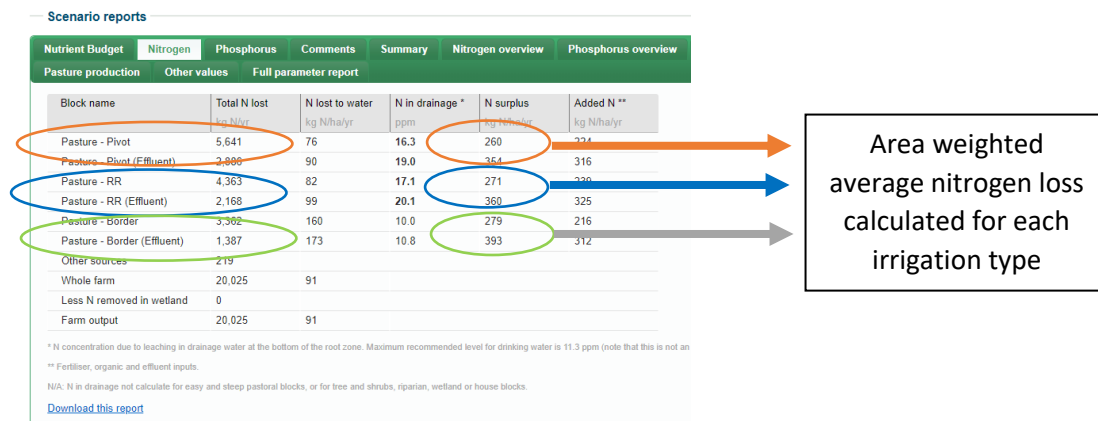 Scenario reports
Nutrient Budget Nitrogen Phosphorus Comments Summary Nitrogen overview Phosphorus overview
Pasture production Other values Full parameter report
Block name Total N lost N lost to water N in drainage * N surplus Added N **
kg N/yr kg N/ha/yr ppm kg N/ha/yr kg N/ha/yr
Pasture - Pivot 5,641 76 16.3 260 224
Pasture - Pivot (Effluent) 2,886 90 19.0 354 316
Pasture - RR 4,363 82 17.1 271 239
Pasture - RR (Effluent) 2,168 99 20.1 360 325
Pasture - Border 3,362 160 10.0 279 216
Pasture - Border (Effluent) 1,387 173 10.8 393 312
Other sources 219
Whole farm 20,025 91
Less N removed in wetland 0
Farm output 20,025 91
* N concentration due to leaching in drainage water at the bottom of the root zone. Maximum recommended level for drinking water is 11.3 ppm (note that this is not an
** Fertiliser, organic and effluent inputs.
N/A: N in drainage not calculate for easy and steep pastoral blocks, or for tree and shrubs, riparian, wetland or house blocks.
Download this report
Area weighted
average nitrogen loss
calculated for each
irrigation type